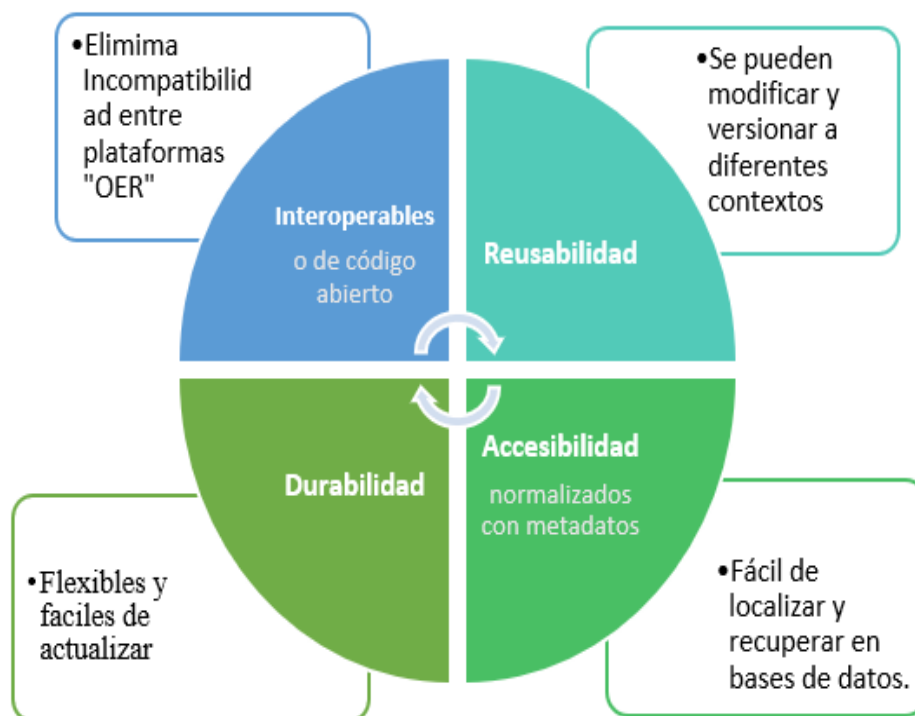 •Elimima
Incompatibilid
ad entre
plataformas
"OER"
•Se pueden
modificar y
versionar a
diferentes
contextos
Interoperables
o de código
abierto
Reusabilidad
Durabilidad
Accesibilidad
normalizados
con metadatos
•Flexibles y
faciles de
actualizar
•Fácil de
localizar y
recuperar en
bases de datos.